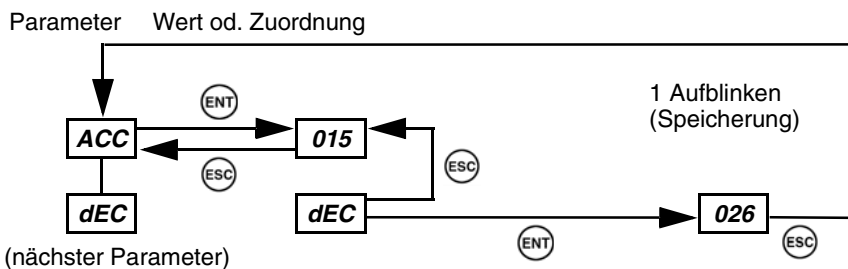 Parameter Wert od. Zuordnung
1 Aufblinken
(Speicherung)
ENT
ACC
015
ESC
ESC
dEC
dEC
026
ENT
ESC
(nächster Parameter)